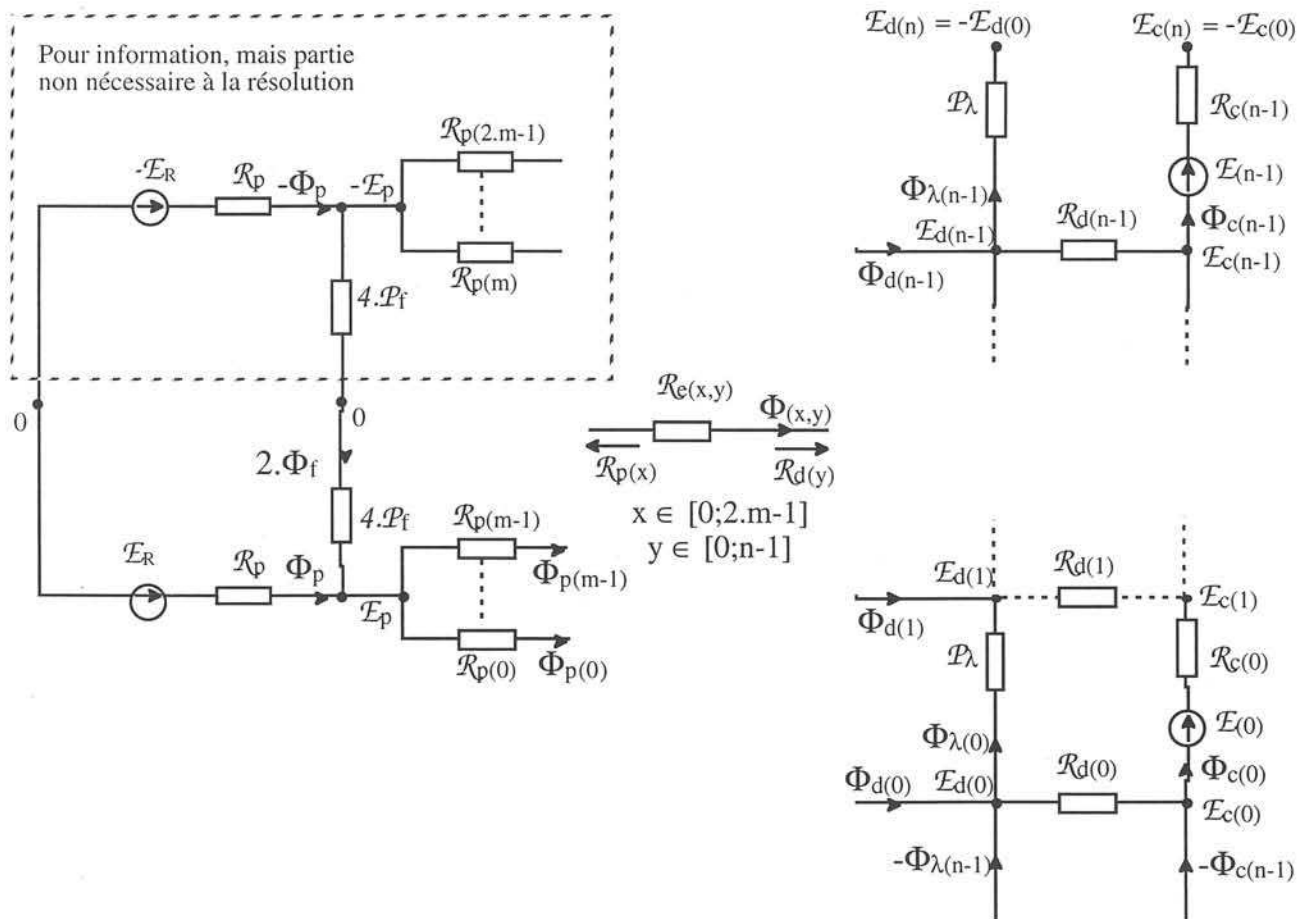 Pour information, mais partie
non nécessaire à la résolution
ℛp(2.m-1)
-ℰR
ℛp
-Φp
-ℰp
ℛp(m)
4.𝒫f
0
0
2.Φf
4.𝒫f
ℰR
ℛp
Φp
ℰp
ℛp(m-1)
Φp(m-1)
ℛp(0)
Φp(0)
ℛe(x,y)
Φ(x,y)
ℛp(x)
ℛd(y)
x ∈ [0;2.m-1]
y ∈ [0;n-1]
ℰd(n) = -ℰd(0)
ℰc(n) = -ℰc(0)
𝒫λ
ℛc(n-1)
ℰ(n-1)
Φλ(n-1)
ℛd(n-1)
Φc(n-1)
ℰd(n-1)
ℰc(n-1)
Φd(n-1)
ℰd(1)
ℛd(1)
ℰc(1)
Φd(1)
𝒫λ
ℛc(0)
ℰ(0)
Φλ(0)
ℛd(0)
Φc(0)
Φd(0)
ℰd(0)
ℰc(0)
-Φλ(n-1)
-Φc(n-1)